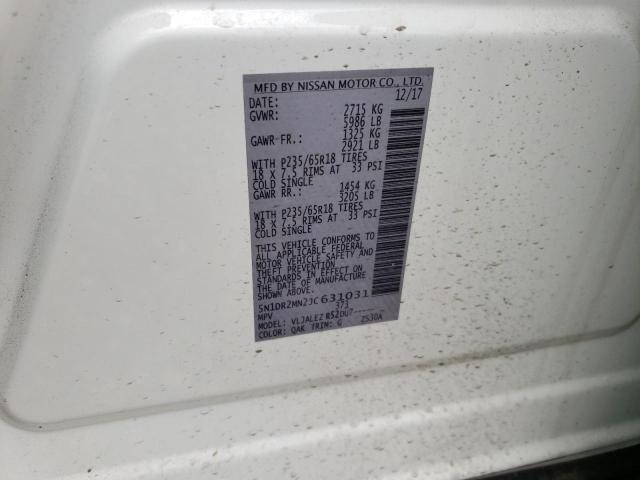 MFD BY NISSAN MOTOR CO., LTD.
DATE: 12/17
GVWR: 2715 KG
5986 LB
GAWR FR.: 1325 KG
2921 LB
WITH P235/65R18 TIRES
18 X 7.5 RIMS AT 33 PSI
COLD SINGLE
GAWR RR.: 1454 KG
3205 LB
WITH P235/65R18 TIRES
18 X 7.5 RIMS AT 33 PSI
COLD SINGLE
THIS VEHICLE CONFORMS TO
ALL APPLICABLE FEDERAL
MOTOR VEHICLE SAFETY AND
THEFT PREVENTION
STANDARDS IN EFFECT ON
THE DATE OF MANUFACTURE
SHOWN ABOVE.
5N1DR2MN2JC631031
MPV 373
MODEL: VLJALEZ R52DU7------
COLOR: QAK TRIM: G Z530A